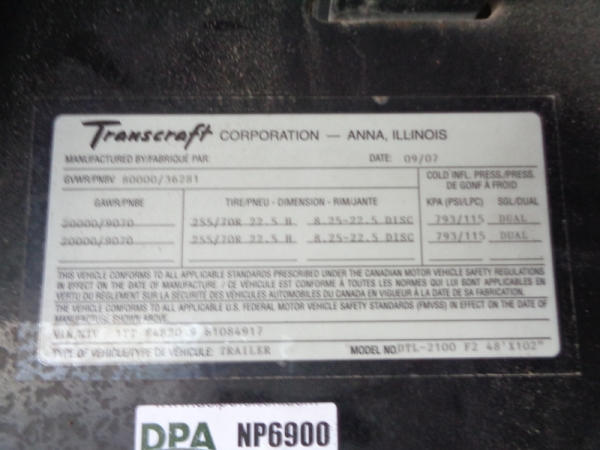 Transcraft CORPORATION — ANNA, ILLINOIS
MANUFACTURED BY/FABRIQUÉ PAR: DATE: 09/07
GVWR/PNBV 80000/36281 COLD INFL. PRESS./PRESS. DE GONF À FROID
GAWR/PNBE TIRE/PNEU - DIMENSION - RIM/JANTE KPA (PSI/LPC) SGL/DUAL
20000/9070 255/70R 22.5 H 8.25-22.5 DISC 793/115 DUAL
20000/9070 255/70R 22.5 H 8.25-22.5 DISC 793/115 DUAL
THIS VEHICLE CONFORMS TO ALL APPLICABLE STANDARDS PRESCRIBED UNDER THE CANADIAN MOTOR VEHICLE SAFETY REGULATIONS
IN EFFECT ON THE DATE OF MANUFACTURE / CE VÉHICULE EST CONFORME À TOUTES LES NORMES QUI LUI SONT APPLICABLES EN
VERTU DU RÈGLEMENT SUR LA SÉCURITÉ DES VÉHICULES AUTOMOBILES DU CANADA EN VIGUEUR À LA DATE DE SA FABRICATION.
THE VEHICLE CONFORMS TO ALL APPLICABLE U.S. FEDERAL MOTOR VEHICLE SAFETY STANDARDS (FMVSS) IN EFFECT ON THE DATE OF
MANUFACTURE SHOWN ABOVE.
81084917
TYPE OF VEHICLE/TYPE DE VÉHICULE: TRAILER MODEL NO. DTL-2100 F2 48'X102"
DPA NP6900